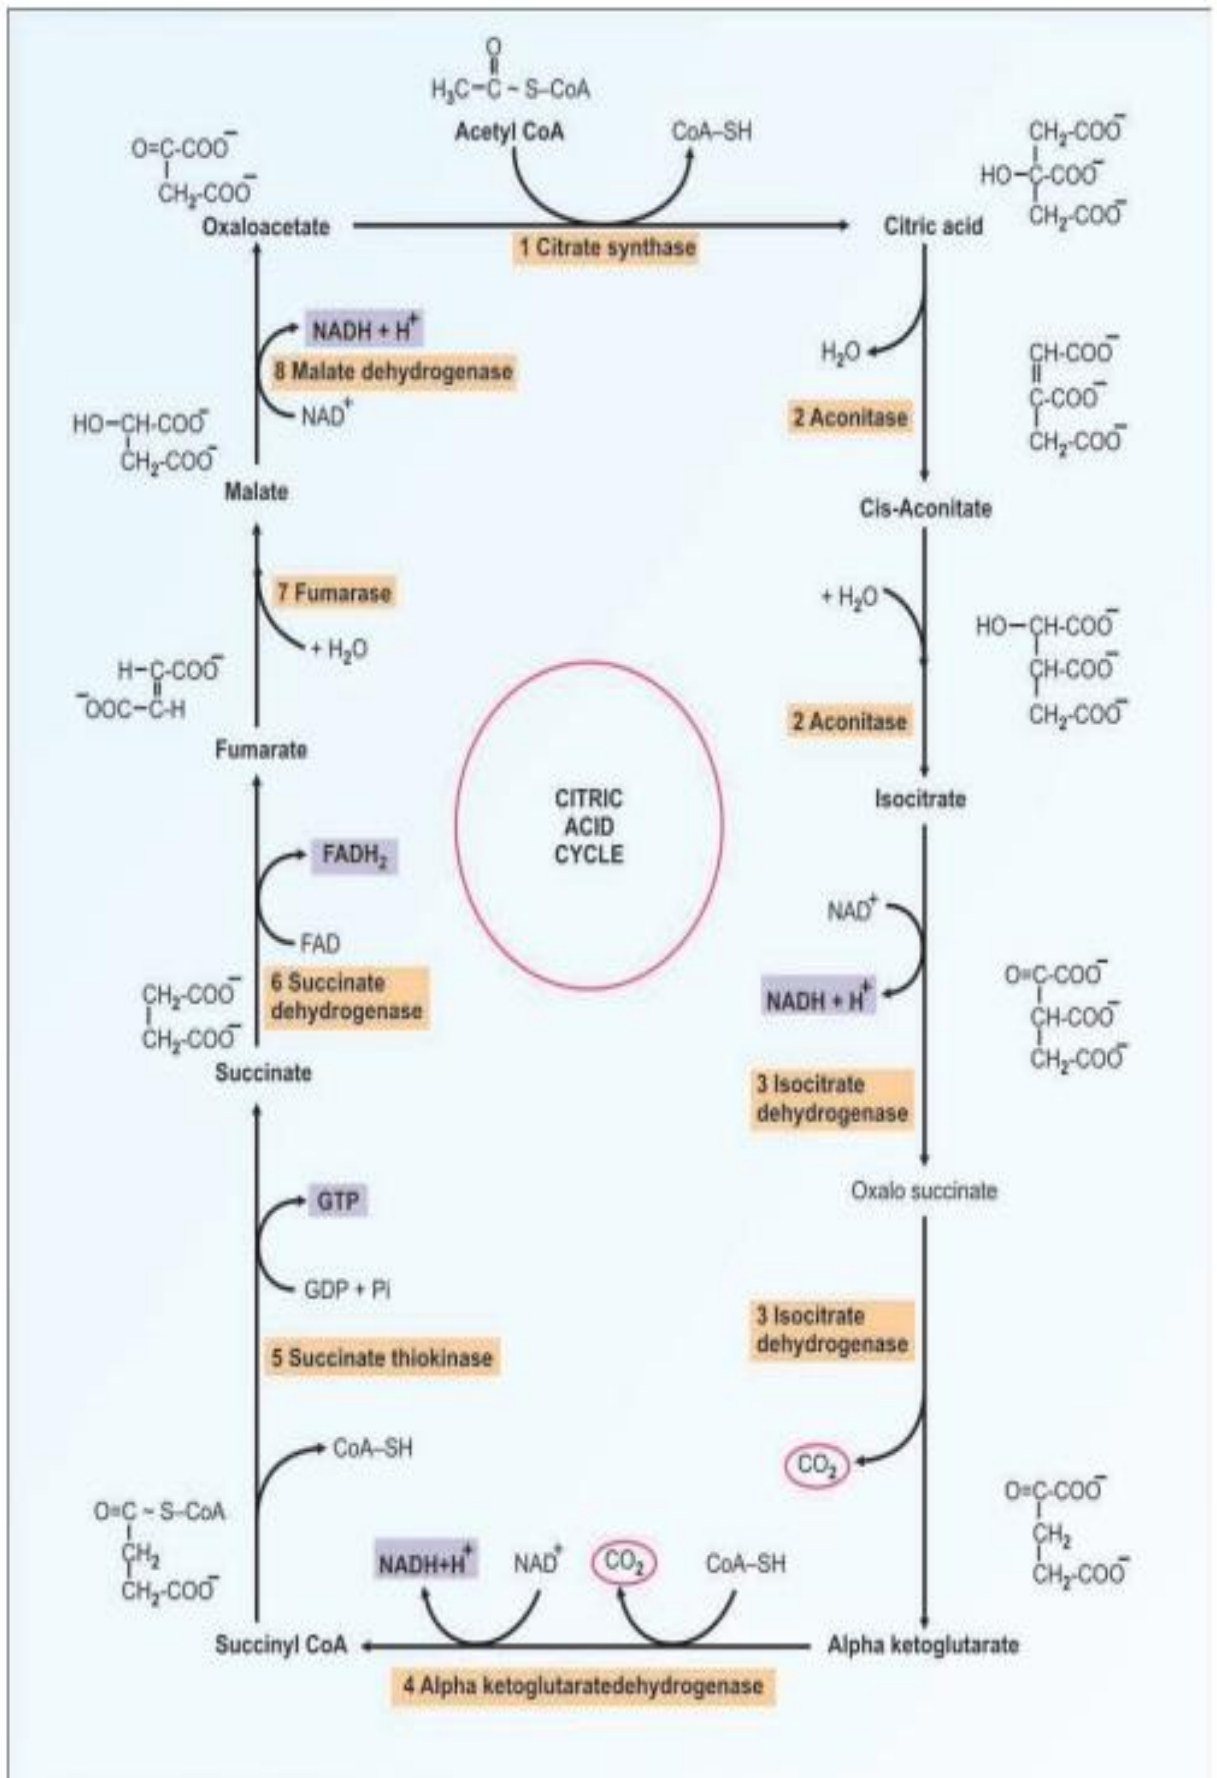 O
H₃C–C ~ S–CoA
Acetyl CoA
CoA–SH
O=C-COO⁻
CH₂-COO⁻
Oxaloacetate
1 Citrate synthase
CH₂-COO⁻
HO–C-COO⁻
CH₂-COO⁻
Citric acid
H₂O
2 Aconitase
CH-COO⁻
C-COO⁻
CH₂-COO⁻
Cis-Aconitate
+ H₂O
2 Aconitase
HO–CH-COO⁻
CH-COO⁻
CH₂-COO⁻
Isocitrate
NAD⁺
NADH + H⁺
3 Isocitrate
dehydrogenase
O=C-COO⁻
CH-COO⁻
CH₂-COO⁻
Oxalo succinate
3 Isocitrate
dehydrogenase
CO₂
O=C-COO⁻
CH₂
CH₂-COO⁻
Alpha ketoglutarate
CoA–SH
CO₂
NAD⁺
NADH+H⁺
4 Alpha ketoglutaratedehydrogenase
Succinyl CoA
O=C ~ S–CoA
CH₂
CH₂-COO⁻
CoA–SH
5 Succinate thiokinase
GDP + Pi
GTP
Succinate
CH₂-COO⁻
CH₂-COO⁻
6 Succinate
dehydrogenase
FAD
FADH₂
Fumarate
H–C-COO⁻
⁻OOC–C-H
+ H₂O
7 Fumarase
Malate
HO–CH-COO⁻
CH₂-COO⁻
NAD⁺
8 Malate dehydrogenase
NADH + H⁺
CITRIC
ACID
CYCLE